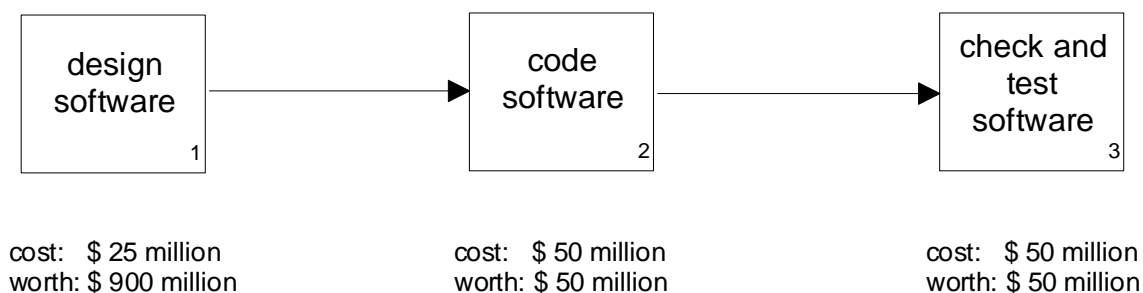 design
software
1
code
software
2
check and
test
software
3
cost: $ 25 million
worth: $ 900 million
cost: $ 50 million
worth: $ 50 million
cost: $ 50 million
worth: $ 50 million